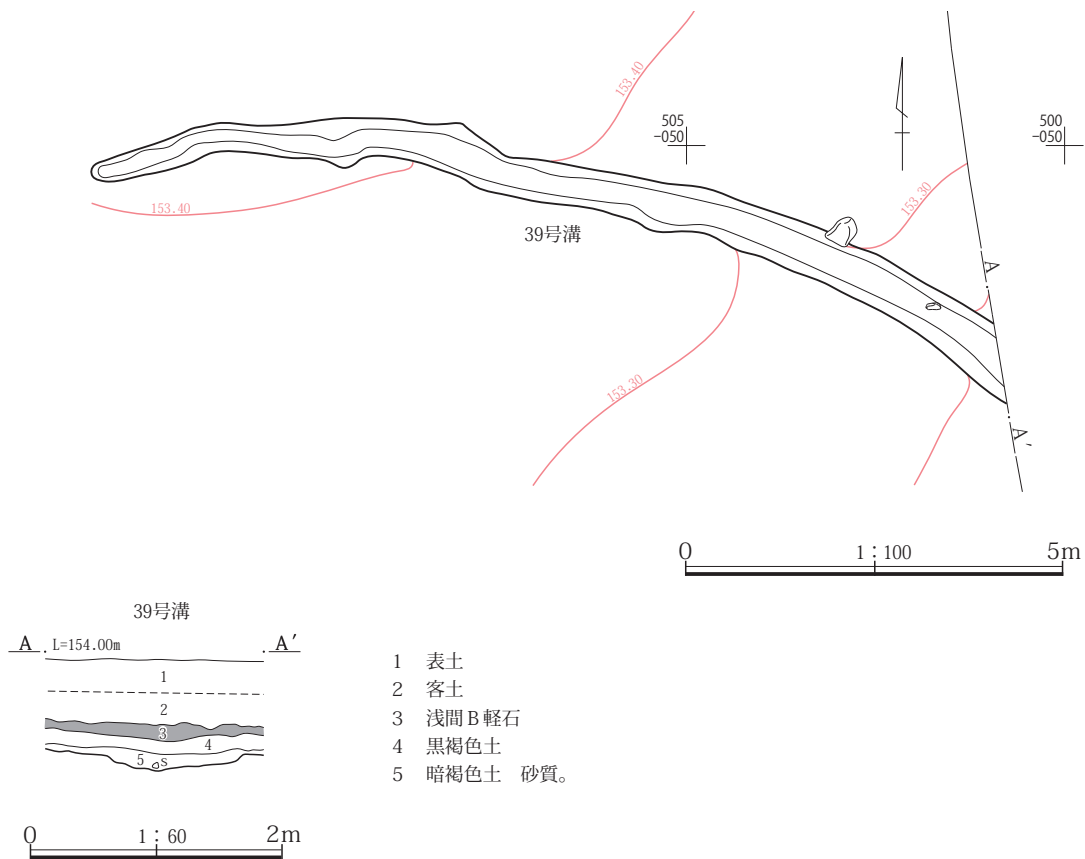 153.40
505
-050
500
-050
153.40
153.30
39号溝
A
153.30
A′
0 1：100 5m
39号溝
A L=154.00m A′
1
2
3
4
5 S
1 表土
2 客土
3 浅間B軽石
4 黒褐色土
5 暗褐色土 砂質。
0 1：60 2m